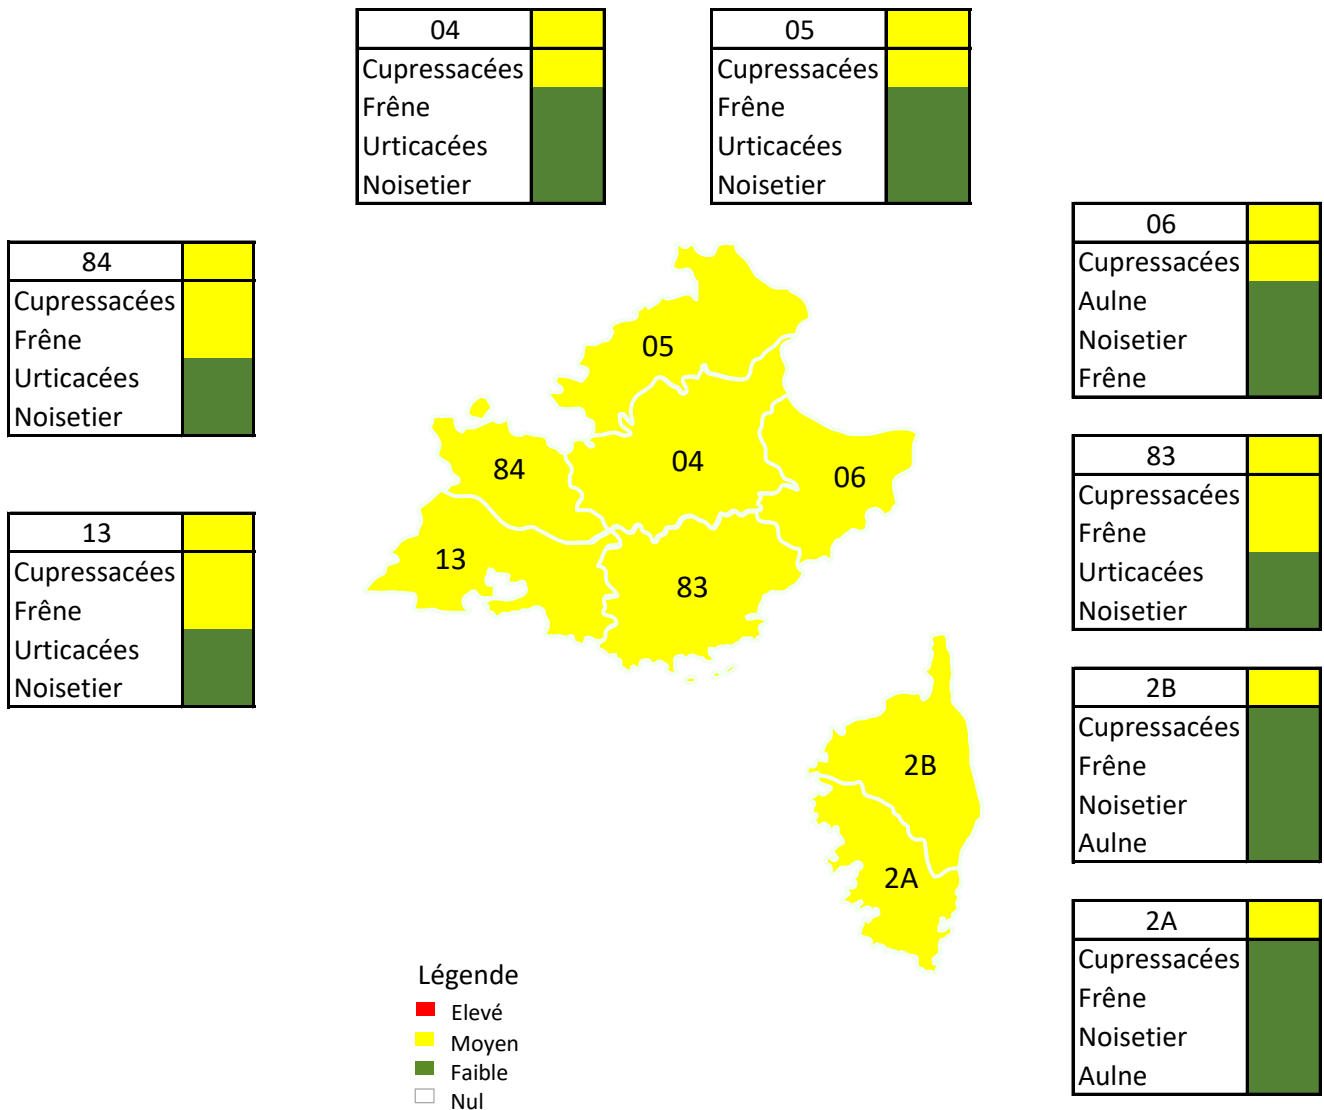 04
Cupressacées
Frêne
Urticacées
Noisetier
05
Cupressacées
Frêne
Urticacées
Noisetier
84
Cupressacées
Frêne
Urticacées
Noisetier
13
Cupressacées
Frêne
Urticacées
Noisetier
05
84
04
06
13
83
2B
2A
06
Cupressacées
Aulne
Noisetier
Frêne
83
Cupressacées
Frêne
Urticacées
Noisetier
2B
Cupressacées
Frêne
Noisetier
Aulne
2A
Cupressacées
Frêne
Noisetier
Aulne
Légende
Elevé
Moyen
Faible
Nul